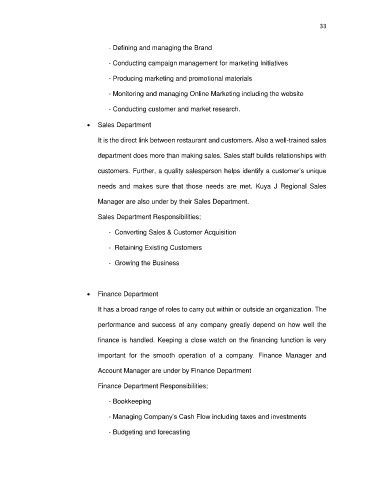 33
- Defining and managing the Brand
- Conducting campaign management for marketing Initiatives
- Producing marketing and promotional materials
- Monitoring and managing Online Marketing including the website
- Conducting customer and market research.
• Sales Department
It is the direct link between restaurant and customers. Also a well-trained sales
department does more than making sales. Sales staff builds relationships with
customers. Further, a quality salesperson helps identify a customer's unique
needs and makes sure that those needs are met. Kuya J Regional Sales
Manager are also under by their Sales Department.
Sales Department Responsibilities;
- Converting Sales & Customer Acquisition
- Retaining Existing Customers
- Growing the Business
• Finance Department
It has a broad range of roles to carry out within or outside an organization. The
performance and success of any company greatly depend on how well the
finance is handled. Keeping a close watch on the financing function is very
important for the smooth operation of a company. Finance Manager and
Account Manager are under by Finance Department
Finance Department Responsibilities;
- Bookkeeping
- Managing Company's Cash Flow including taxes and investments
- Budgeting and forecasting